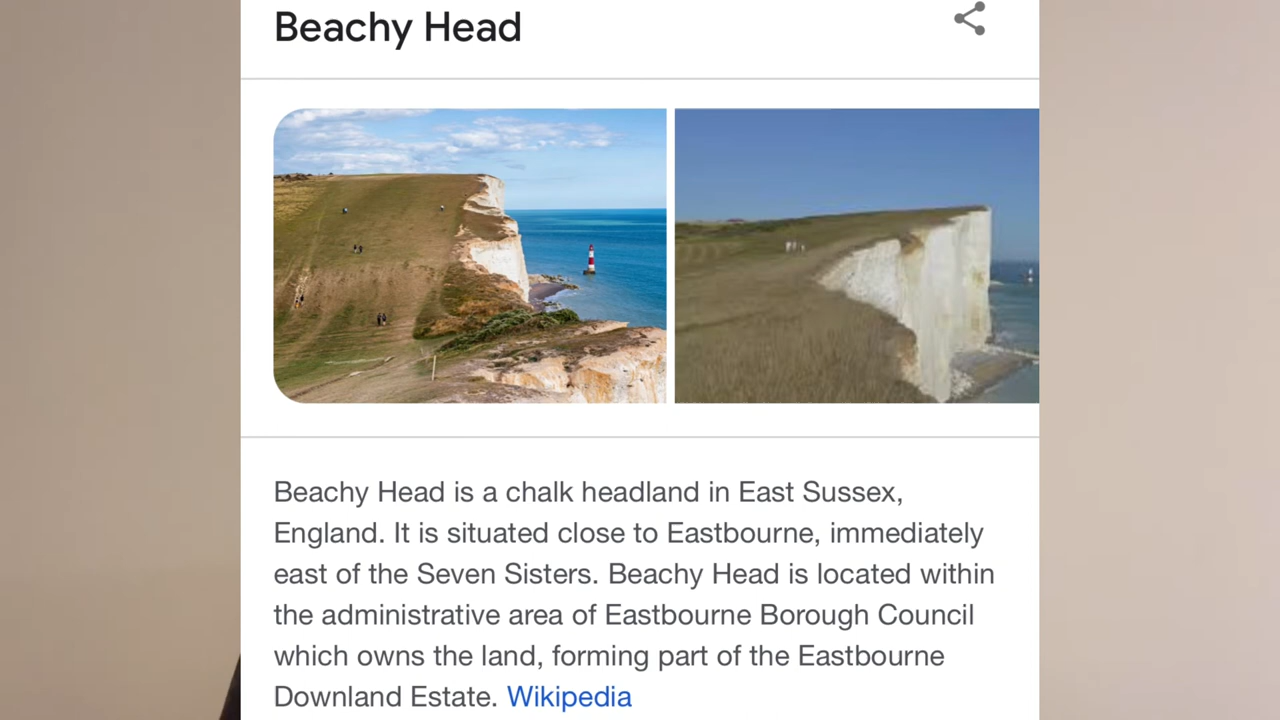 Beachy Head
Beachy Head is a chalk headland in East Sussex,
England. It is situated close to Eastbourne, immediately
east of the Seven Sisters. Beachy Head is located within
the administrative area of Eastbourne Borough Council
which owns the land, forming part of the Eastbourne
Downland Estate. Wikipedia